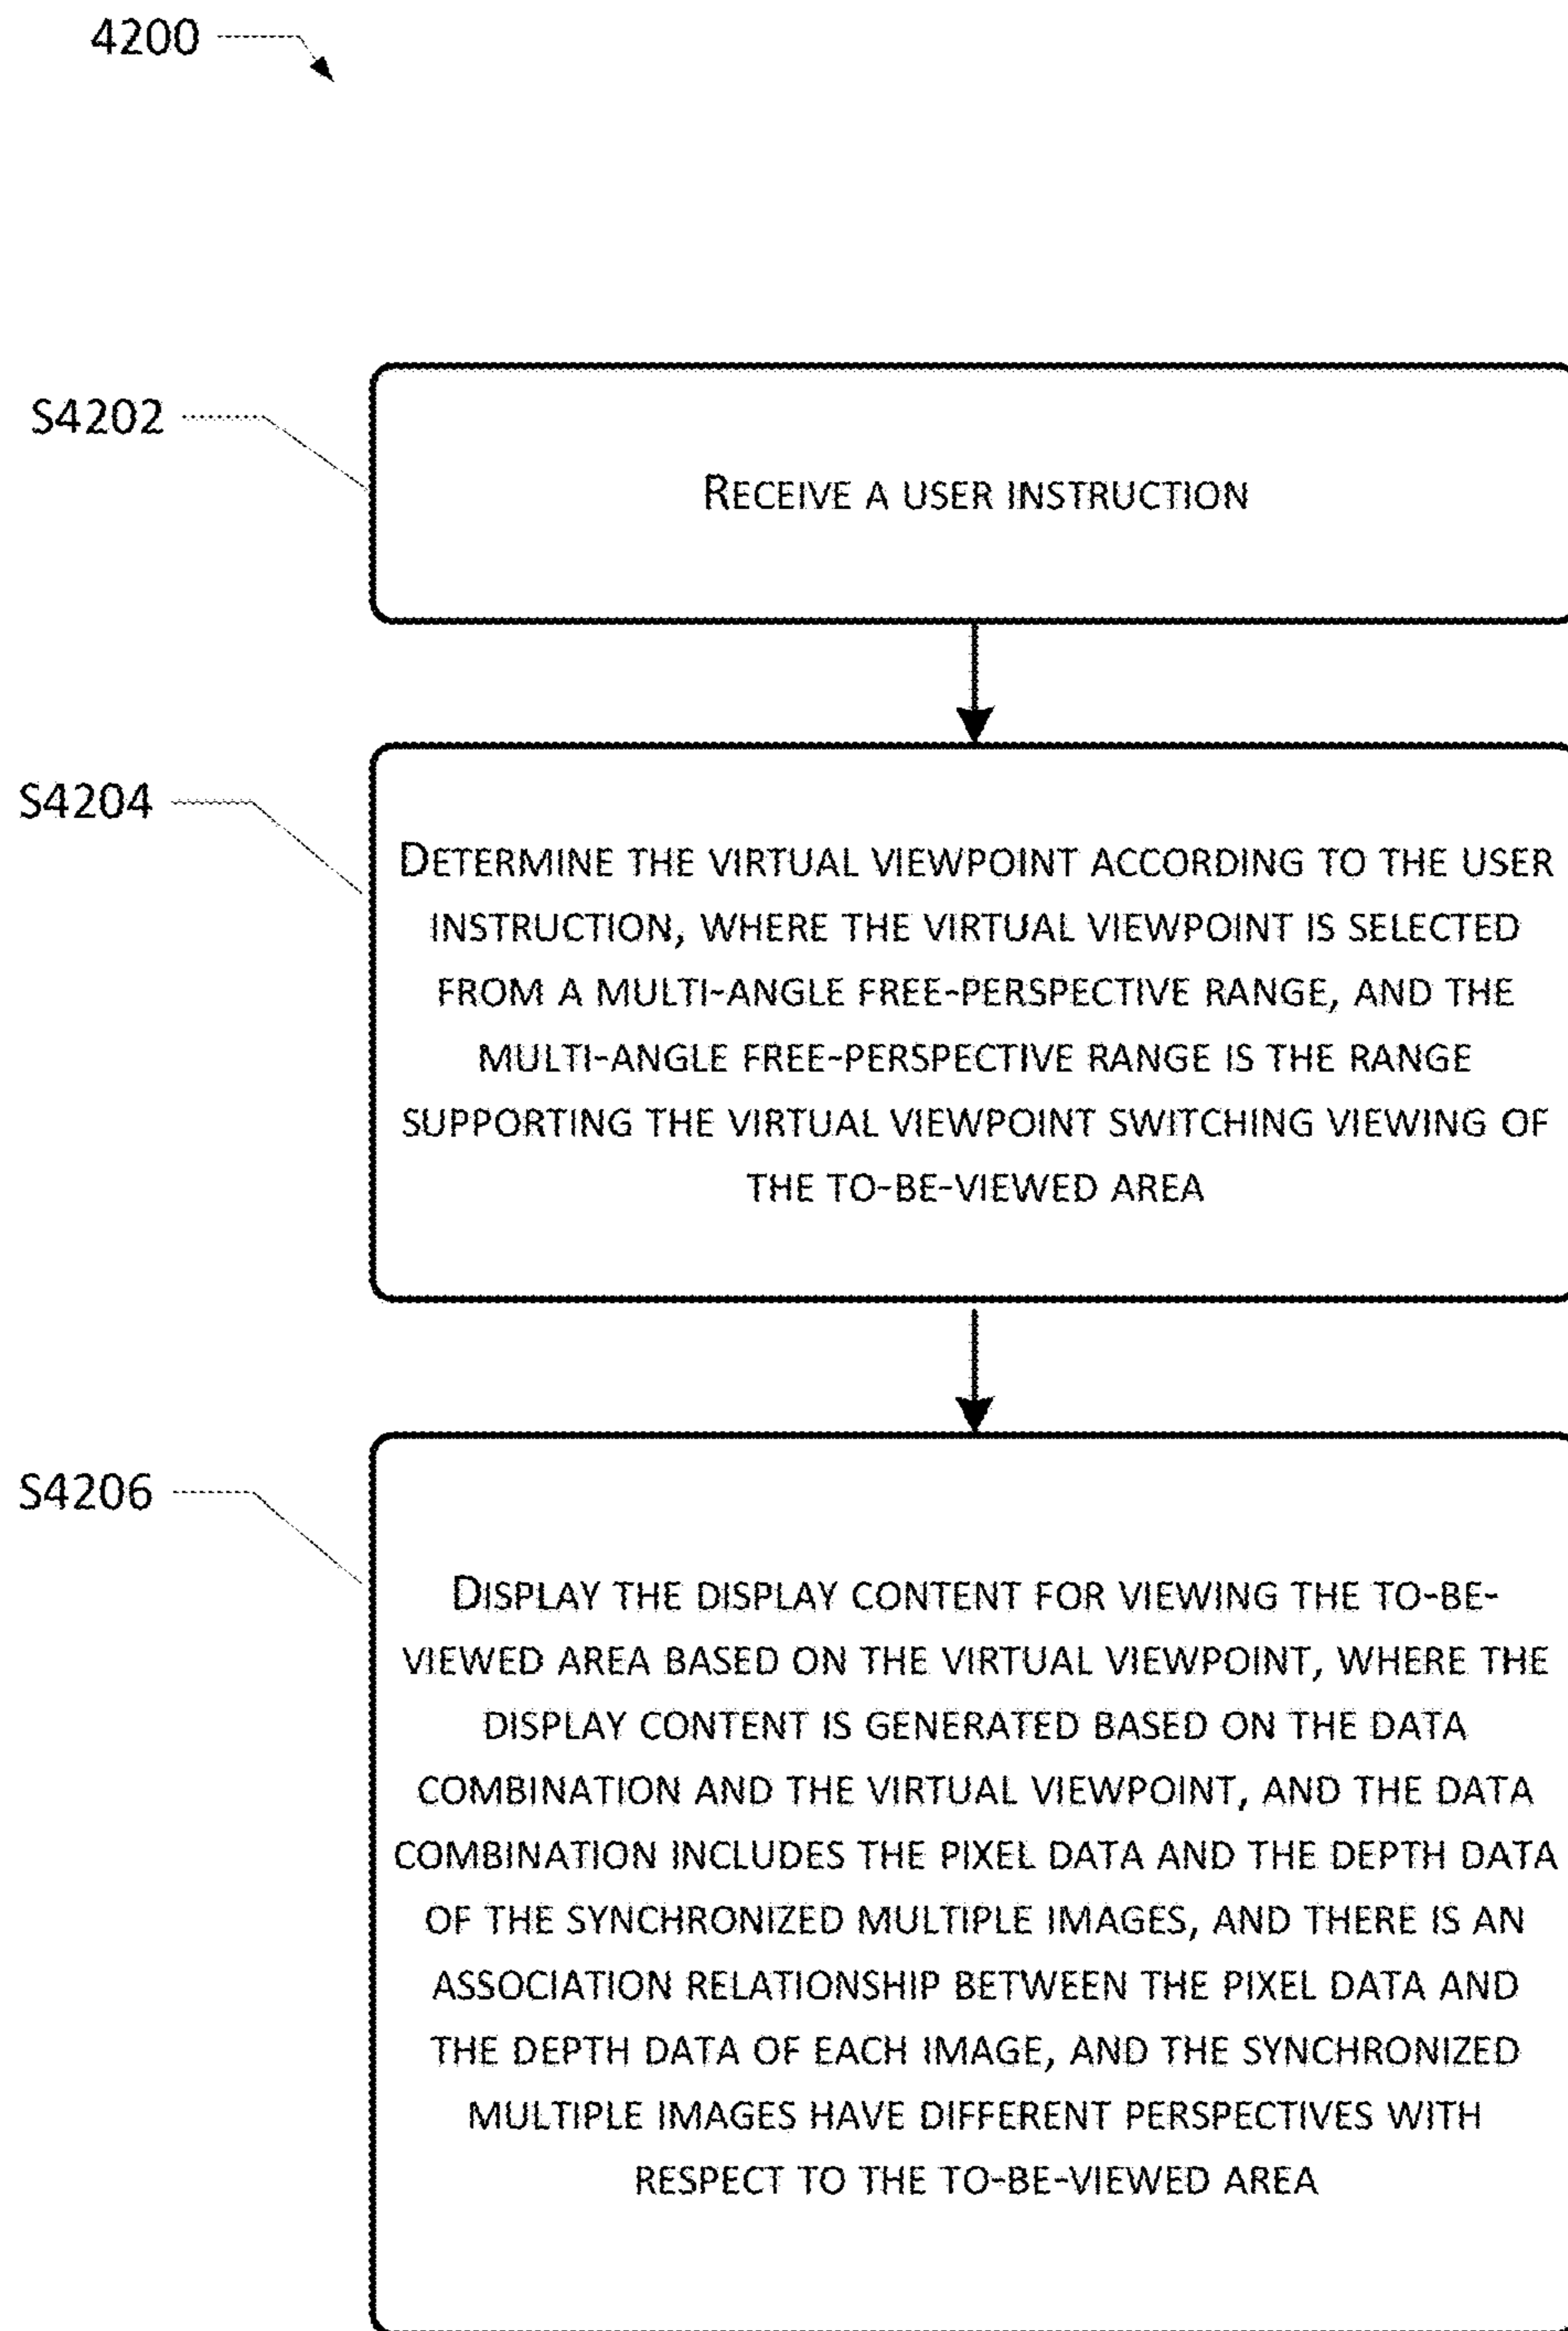 4200
S4202
RECEIVE A USER INSTRUCTION
S4204
DETERMINE THE VIRTUAL VIEWPOINT ACCORDING TO THE USER
INSTRUCTION, WHERE THE VIRTUAL VIEWPOINT IS SELECTED
FROM A MULTI-ANGLE FREE-PERSPECTIVE RANGE, AND THE
MULTI-ANGLE FREE-PERSPECTIVE RANGE IS THE RANGE
SUPPORTING THE VIRTUAL VIEWPOINT SWITCHING VIEWING OF
THE TO-BE-VIEWED AREA
S4206
DISPLAY THE DISPLAY CONTENT FOR VIEWING THE TO-BE-
VIEWED AREA BASED ON THE VIRTUAL VIEWPOINT, WHERE THE
DISPLAY CONTENT IS GENERATED BASED ON THE DATA
COMBINATION AND THE VIRTUAL VIEWPOINT, AND THE DATA
COMBINATION INCLUDES THE PIXEL DATA AND THE DEPTH DATA
OF THE SYNCHRONIZED MULTIPLE IMAGES, AND THERE IS AN
ASSOCIATION RELATIONSHIP BETWEEN THE PIXEL DATA AND
THE DEPTH DATA OF EACH IMAGE, AND THE SYNCHRONIZED
MULTIPLE IMAGES HAVE DIFFERENT PERSPECTIVES WITH
RESPECT TO THE TO-BE-VIEWED AREA